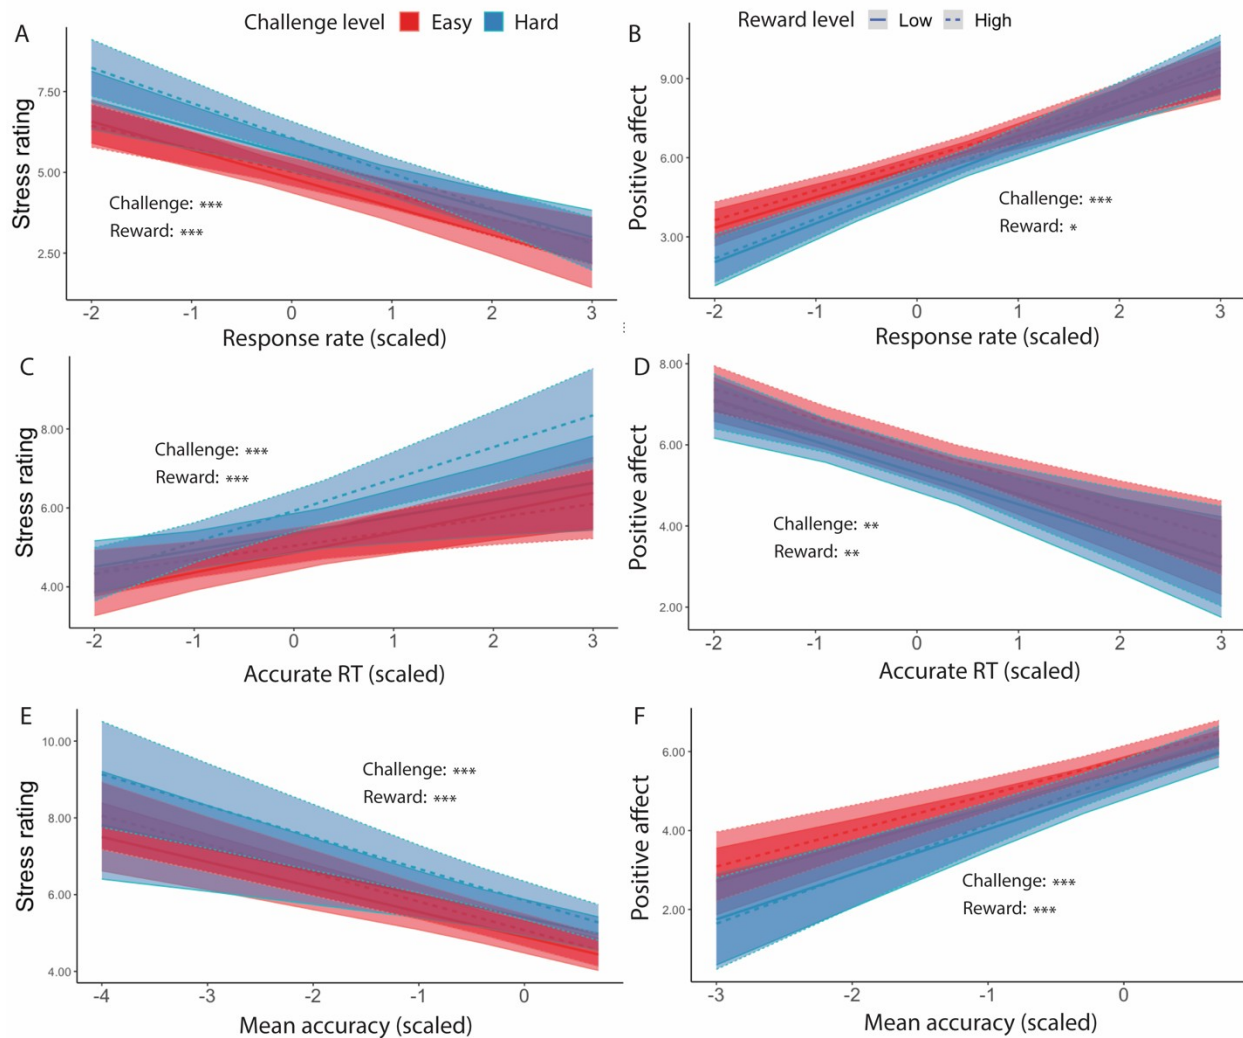 Challenge level Easy Hard
Reward level Low High
A
Stress rating
7.50
5.00
2.50
Challenge: ***
Reward: ***
-2 -1 0 1 2 3
Response rate (scaled)
B
Positive affect
9.00
6.00
3.00
Challenge: ***
Reward: *
-2 -1 0 1 2 3
Response rate (scaled)
C
Stress rating
8.00
6.00
4.00
Challenge: ***
Reward: ***
-2 -1 0 1 2 3
Accurate RT (scaled)
D
Positive affect
8.00
6.00
4.00
2.00
Challenge: **
Reward: **
-2 -1 0 1 2 3
Accurate RT (scaled)
E
Stress rating
10.00
8.00
6.00
4.00
Challenge: ***
Reward: ***
-4 -3 -2 -1 0
Mean accuracy (scaled)
F
Positive affect
6.00
4.00
2.00
Challenge: ***
Reward: ***
-3 -2 -1 0
Mean accuracy (scaled)